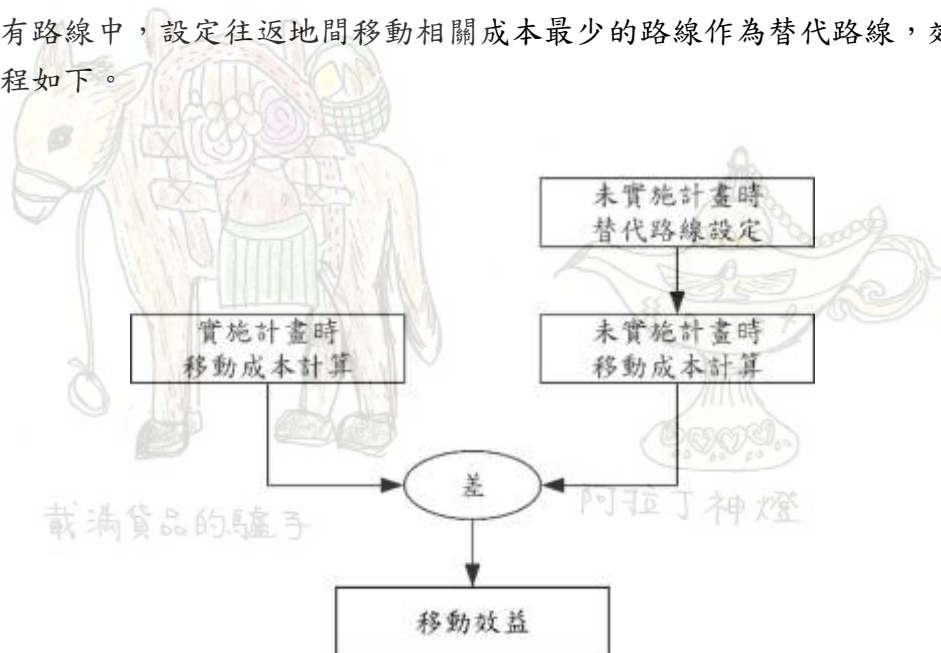 有路線中，設定往返地間移動相關成本最少的路線作為替代路線，效
程如下。
未實施計畫時
替代路線設定
實施計畫時
移動成本計算
未實施計畫時
移動成本計算
差
載滿貨品的驢子
阿拉丁神燈
移動效益